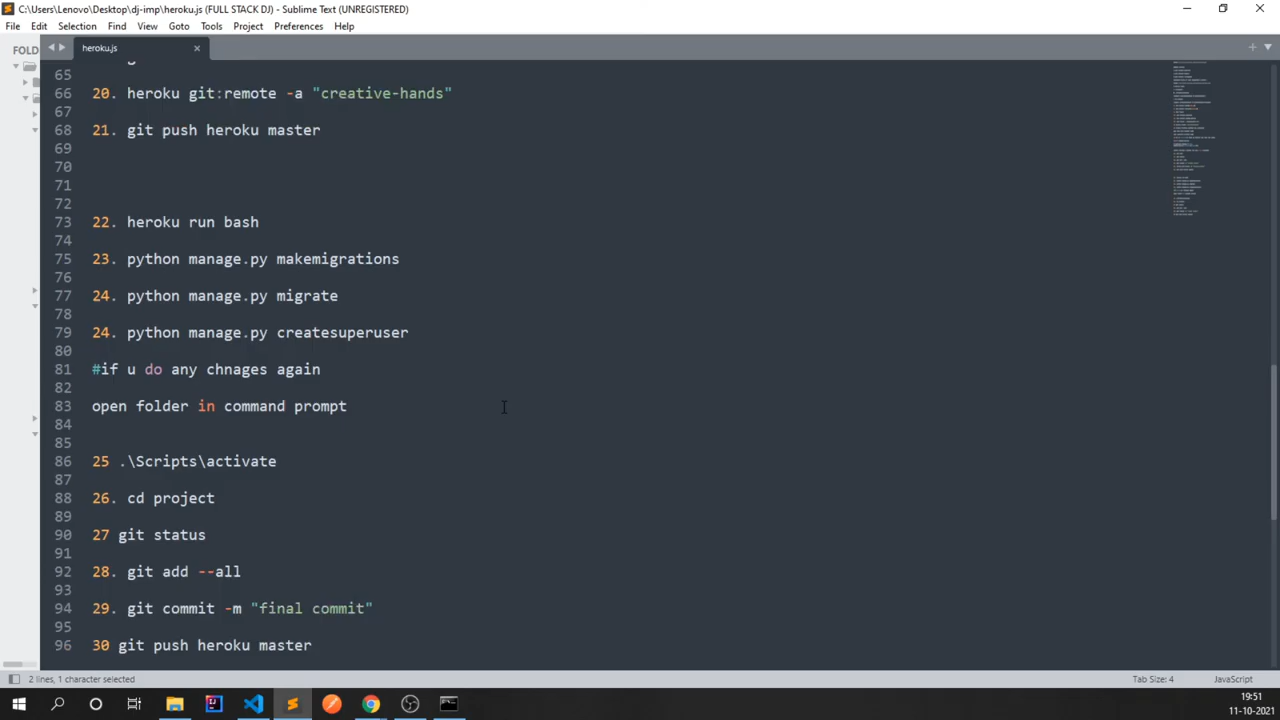 C:\Users\Lenovo\Desktop\dj-imp\heroku.js (FULL STACK DJ) - Sublime Text (UNREGISTERED)
File Edit Selection Find View Goto Tools Project Preferences Help
FOLD
heroku.js
65
66 20. heroku git:remote -a "creative-hands"
67
68 21. git push heroku master
69
70
71
72
73 22. heroku run bash
74
75 23. python manage.py makemigrations
76
77 24. python manage.py migrate
78
79 24. python manage.py createsuperuser
80
81 #if u do any chnages again
82
83 open folder in command prompt
84
85
86 25 .\Scripts\activate
87
88 26. cd project
89
90 27 git status
91
92 28. git add --all
93
94 29. git commit -m "final commit"
95
96 30 git push heroku master
2 lines, 1 character selected
Tab Size: 4
JavaScript
19:51
11-10-2021